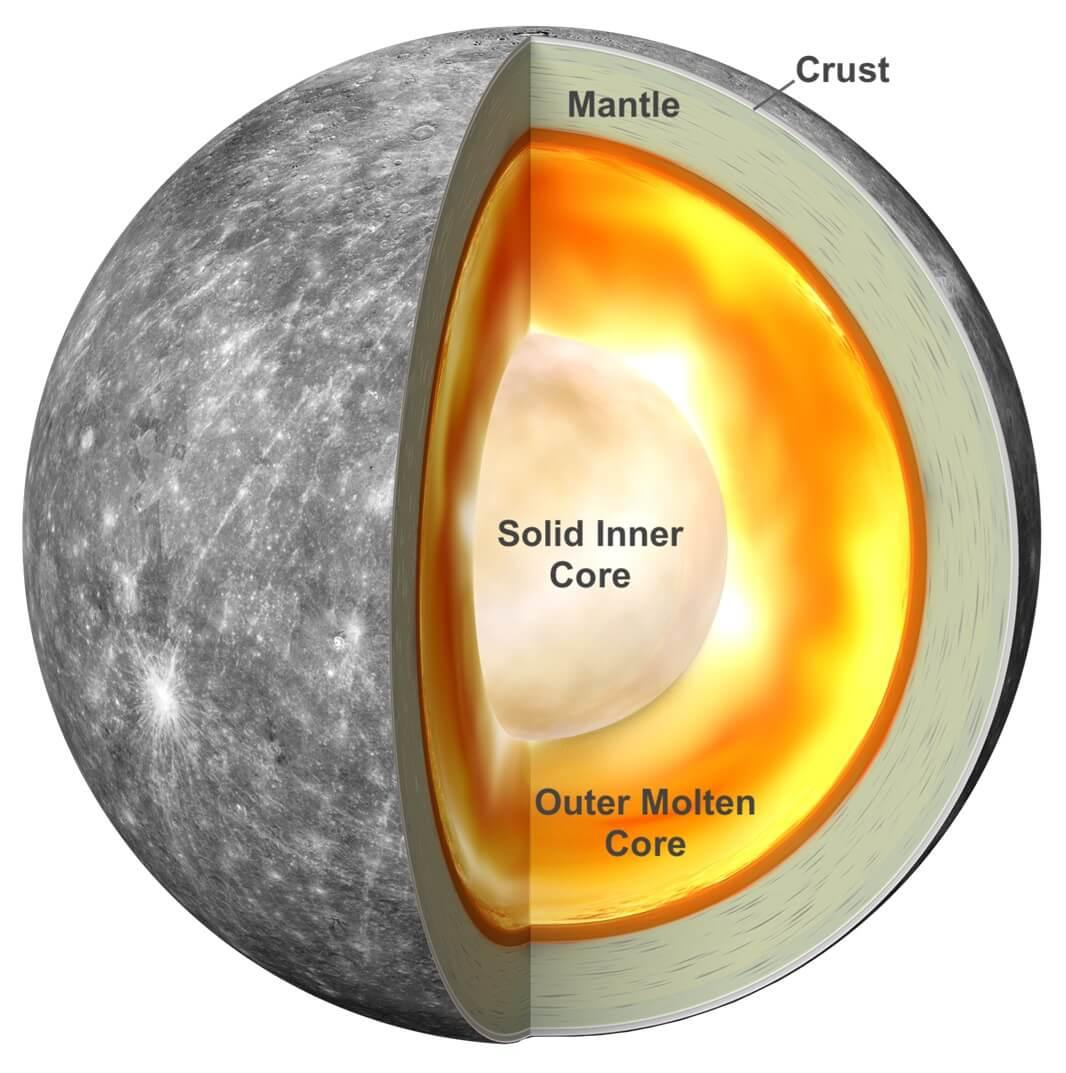 Crust
Mantle
Solid Inner
Core
Outer Molten
Core